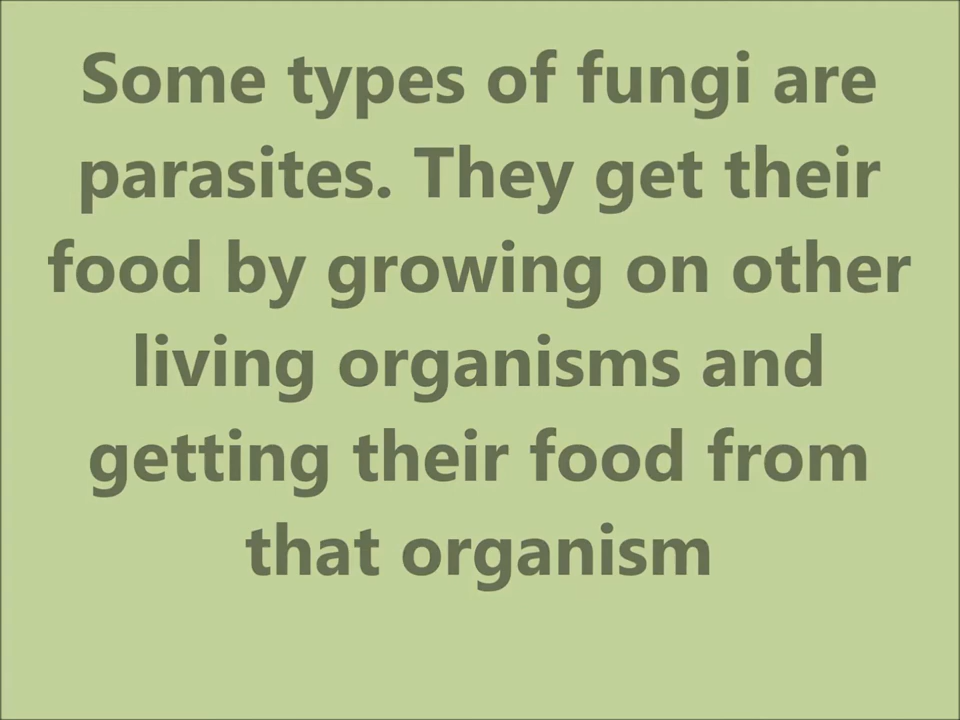 Some types of fungi are
parasites. They get their
food by growing on other
living organisms and
getting their food from
that organism